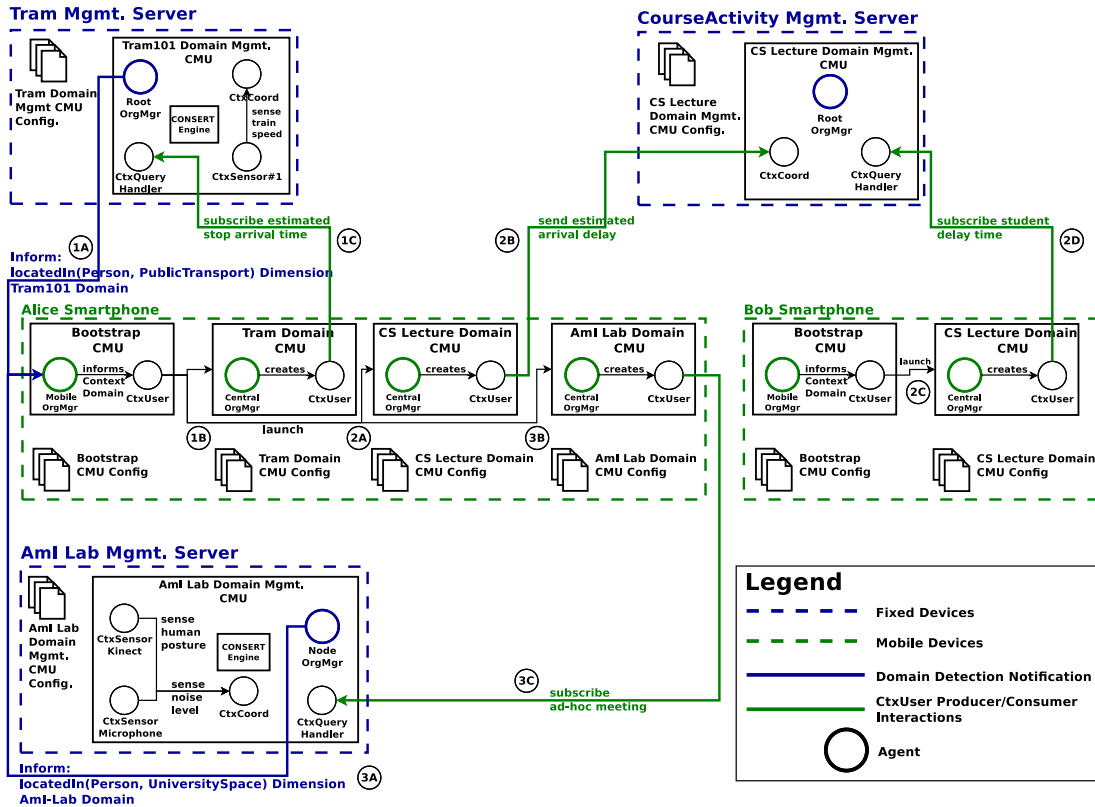 Tram Mgmt. Server
Tram101 Domain Mgmt.
CMU
Tram Domain
Mgmt CMU
Config.
Root
OrgMgr
CtxCoord
CONSERT
Engine
sense
train
speed
CtxQuery
Handler
CtxSensor#1
CourseActivity Mgmt. Server
CS Lecture Domain Mgmt.
CMU
CS Lecture
Domain Mgmt.
CMU Config.
Root
OrgMgr
CtxCoord
CtxQuery
Handler
subscribe estimated
stop arrival time
1A
1C
2B
send estimated
arrival delay
subscribe student
delay time
2D
Inform:
locatedIn(Person, PublicTransport) Dimension
Tram101 Domain
Alice Smartphone
Bootstrap
CMU
informs
Context
Domain
Mobile
OrgMgr
CtxUser
Tram Domain
CMU
creates
Central
OrgMgr
CtxUser
CS Lecture Domain
CMU
creates
Central
OrgMgr
CtxUser
AmI Lab Domain
CMU
creates
Central
OrgMgr
CtxUser
1B
launch
2A
3B
Bootstrap
CMU Config
Tram Domain
CMU Config
CS Lecture Domain
CMU Config
AmI Lab Domain
CMU Config
Bob Smartphone
Bootstrap
CMU
informs
Context
Domain
Mobile
OrgMgr
CtxUser
launch
2C
CS Lecture Domain
CMU
creates
Central
OrgMgr
CtxUser
Bootstrap
CMU Config
CS Lecture Domain
CMU Config
AmI Lab Mgmt. Server
AmI Lab Domain Mgmt.
CMU
AmI Lab
Domain
Mgmt.
CMU
Config.
CtxSensor
Kinect
sense
human
posture
CONSERT
Engine
Node
OrgMgr
sense
noise
level
CtxSensor
Microphone
CtxCoord
CtxQuery
Handler
3C
subscribe
ad-hoc meeting
3A
Inform:
locatedIn(Person, UniversitySpace) Dimension
AmI-Lab Domain
Legend
Fixed Devices
Mobile Devices
Domain Detection Notification
CtxUser Producer/Consumer
Interactions
Agent